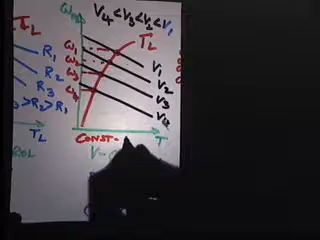 ωm V4<V3<V2<V1
TL TL
ω1
ω2
ω3
ω4
R1
R2
R3
V1
V2
V3
V4
>R2>R1
TL
T
CONST-
ROL V-